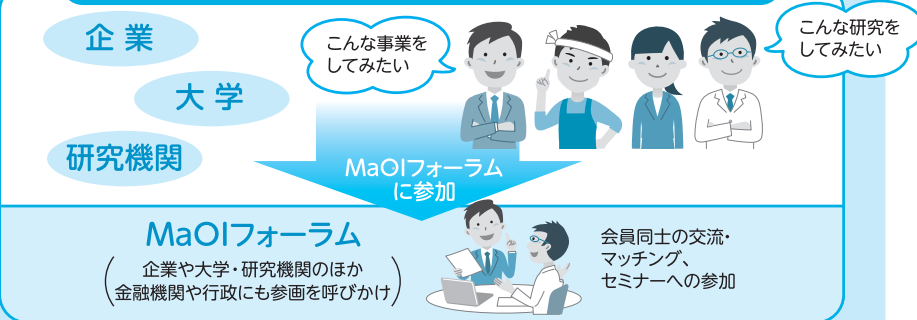 企業
大学
研究機関
こんな事業を
してみたい
こんな研究を
してみたい
MaOIフォーラム
に参加
MaOIフォーラム
企業や大学・研究機関のほか
金融機関や行政にも参画を呼びかけ
会員同士の交流・
マッチング、
セミナーへの参加